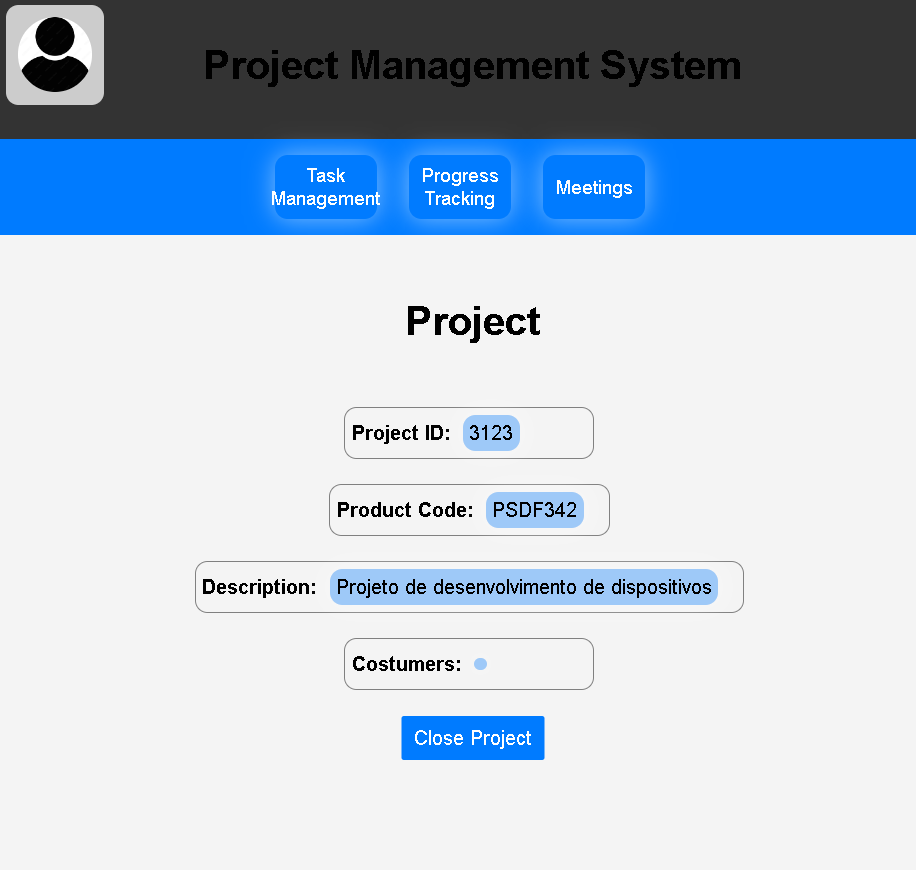 Project Management System
Task
Management
Progress
Tracking
Meetings
Project
Project ID: 3123
Product Code: PSDF342
Description: Projeto de desenvolvimento de dispositivos
Costumers:
Close Project